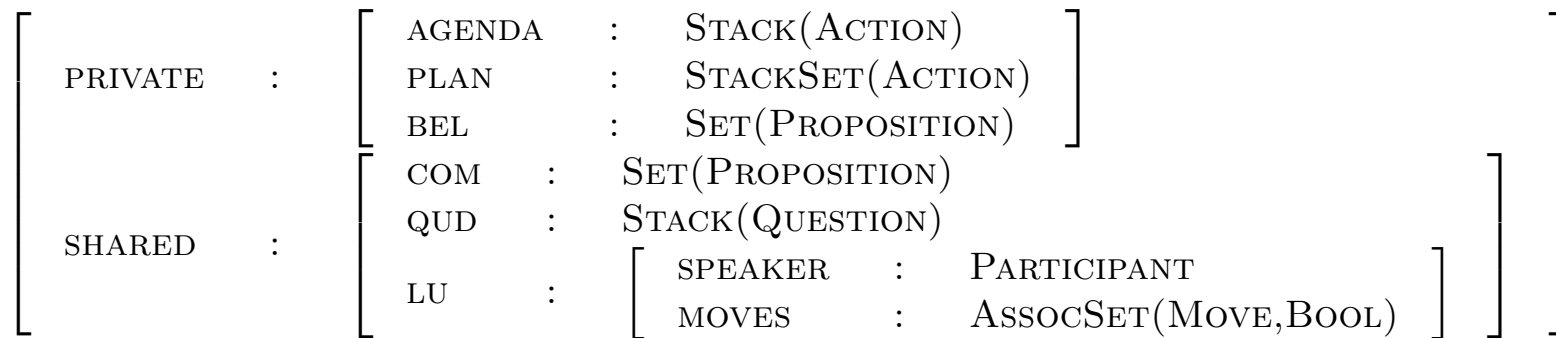 AGENDA : STACK(ACTION)
PRIVATE : PLAN : STACKSET(ACTION)
BEL : SET(PROPOSITION)
COM : SET(PROPOSITION)
QUD : STACK(QUESTION)
SHARED :
SPEAKER : PARTICIPANT
LU :
MOVES : ASSOCSET(MOVE,BOOL)